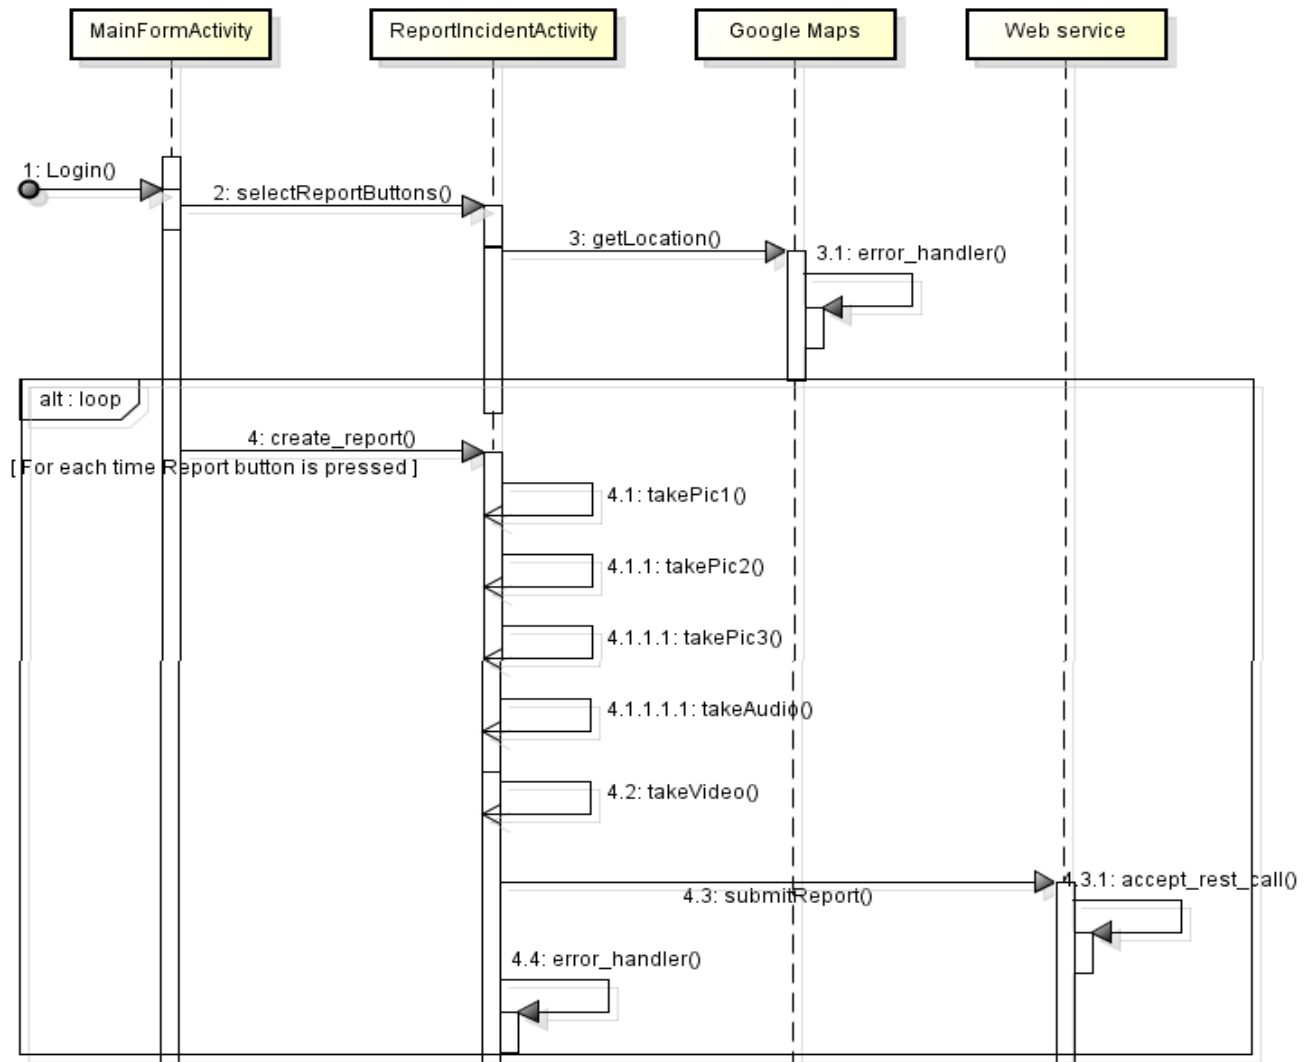 MainFormActivity
ReportIncidentActivity
Google Maps
Web service
1: Login()
2: selectReportButtons()
3: getLocation()
3.1: error_handler()
alt : loop
4: create_report()
[ For each time Report button is pressed ]
4.1: takePic1()
4.1.1: takePic2()
4.1.1.1: takePic3()
4.1.1.1.1: takeAudio()
4.2: takeVideo()
4.3.1: accept_rest_call()
4.3: submitReport()
4.4: error_handler()